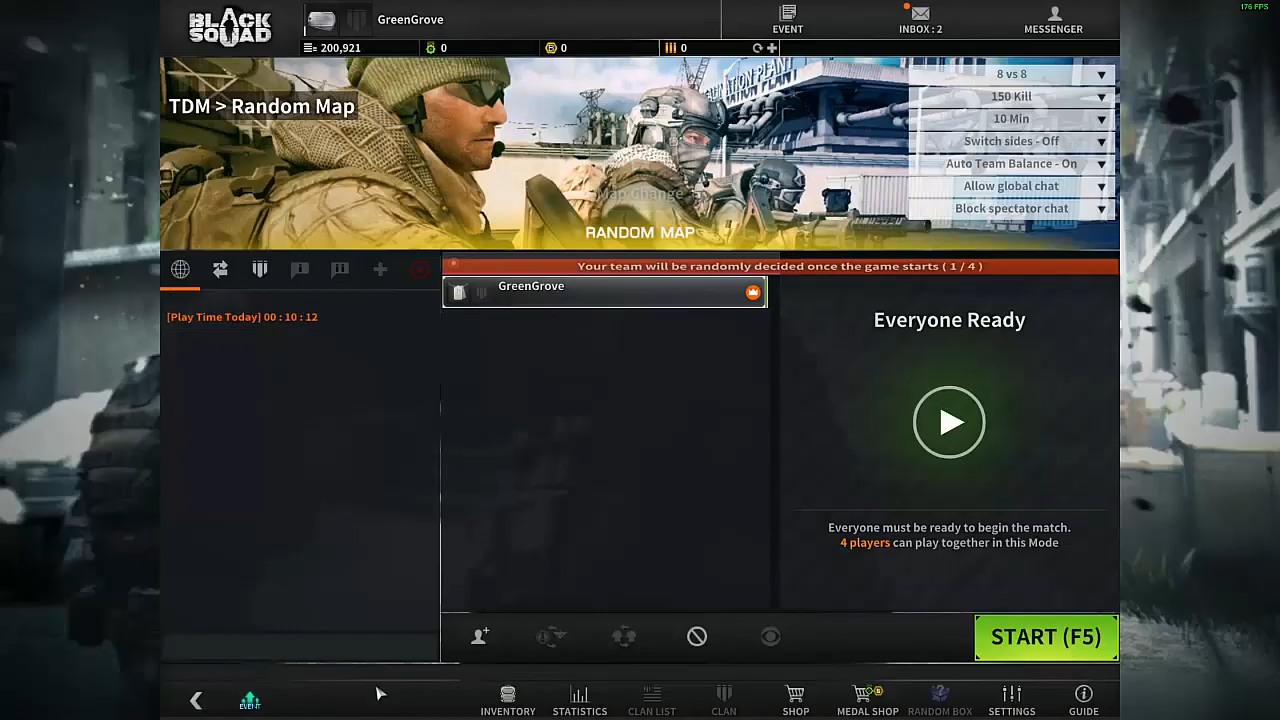 176 FPS
BLACK SQUAD
GreenGrove
EVENT
INBOX : 2
MESSENGER
200,921
0
0
0
TDM > Random Map
8 vs 8
150 Kill
10 Min
Switch sides - Off
Auto Team Balance - On
Allow global chat
Block spectator chat
Map Change
RANDOM MAP
Your team will be randomly decided once the game starts ( 1 / 4 )
GreenGrove
[Play Time Today] 00 : 10 : 12
Everyone Ready
Everyone must be ready to begin the match.
4 players can play together in this Mode
START (F5)
EVENT
INVENTORY
STATISTICS
CLAN LIST
CLAN
SHOP
MEDAL SHOP
RANDOM BOX
SETTINGS
GUIDE